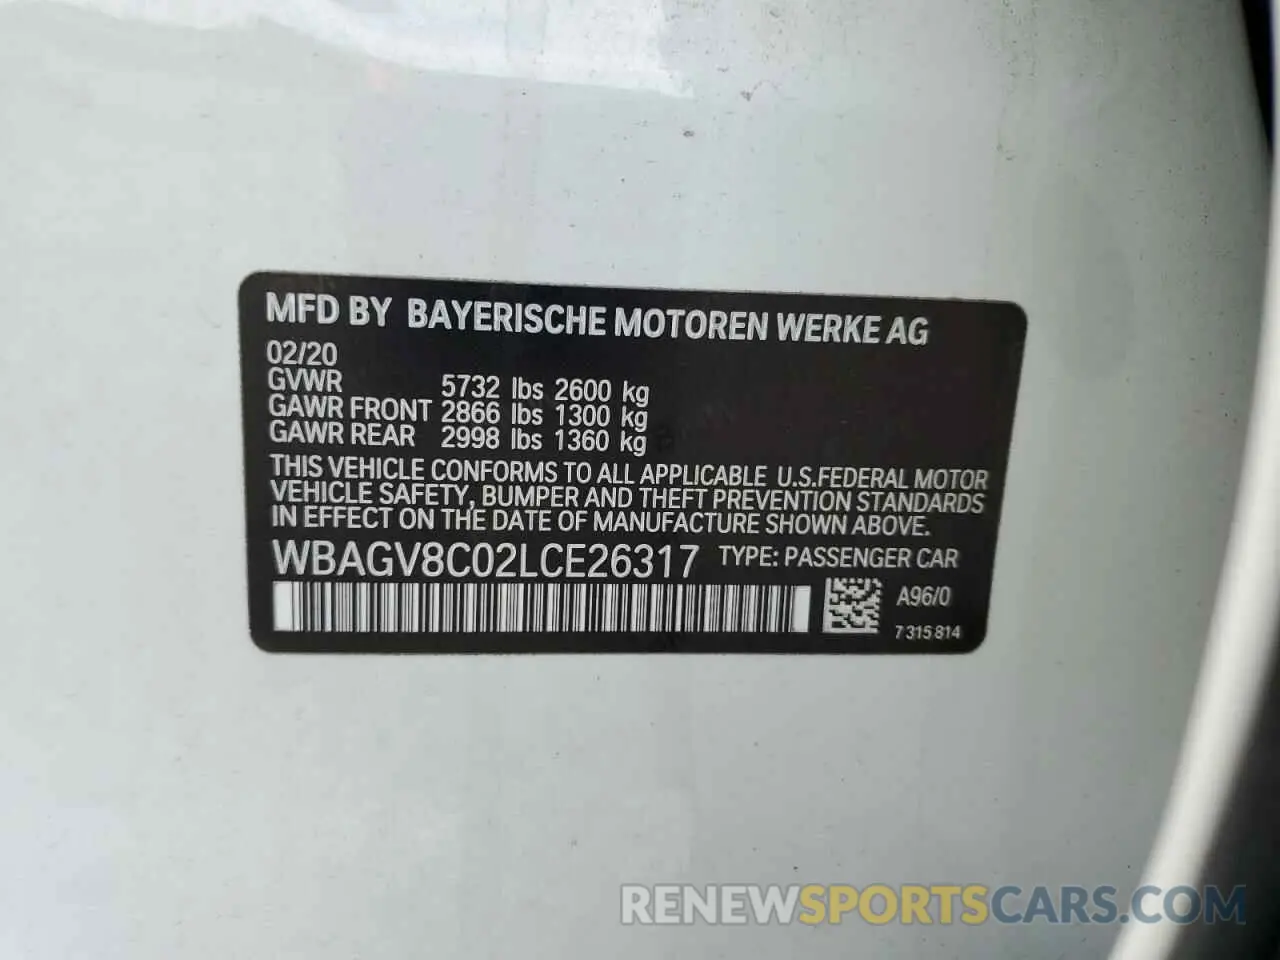 MFD BY BAYERISCHE MOTOREN WERKE AG
02/20
GVWR 5732 lbs 2600 kg
GAWR FRONT 2866 lbs 1300 kg
GAWR REAR 2998 lbs 1360 kg
THIS VEHICLE CONFORMS TO ALL APPLICABLE U.S.FEDERAL MOTOR
VEHICLE SAFETY, BUMPER AND THEFT PREVENTION STANDARDS
IN EFFECT ON THE DATE OF MANUFACTURE SHOWN ABOVE.
WBAGV8C02LCE26317 TYPE: PASSENGER CAR
A96/0
7 315 814
RENEWSPORTSCARS.COM